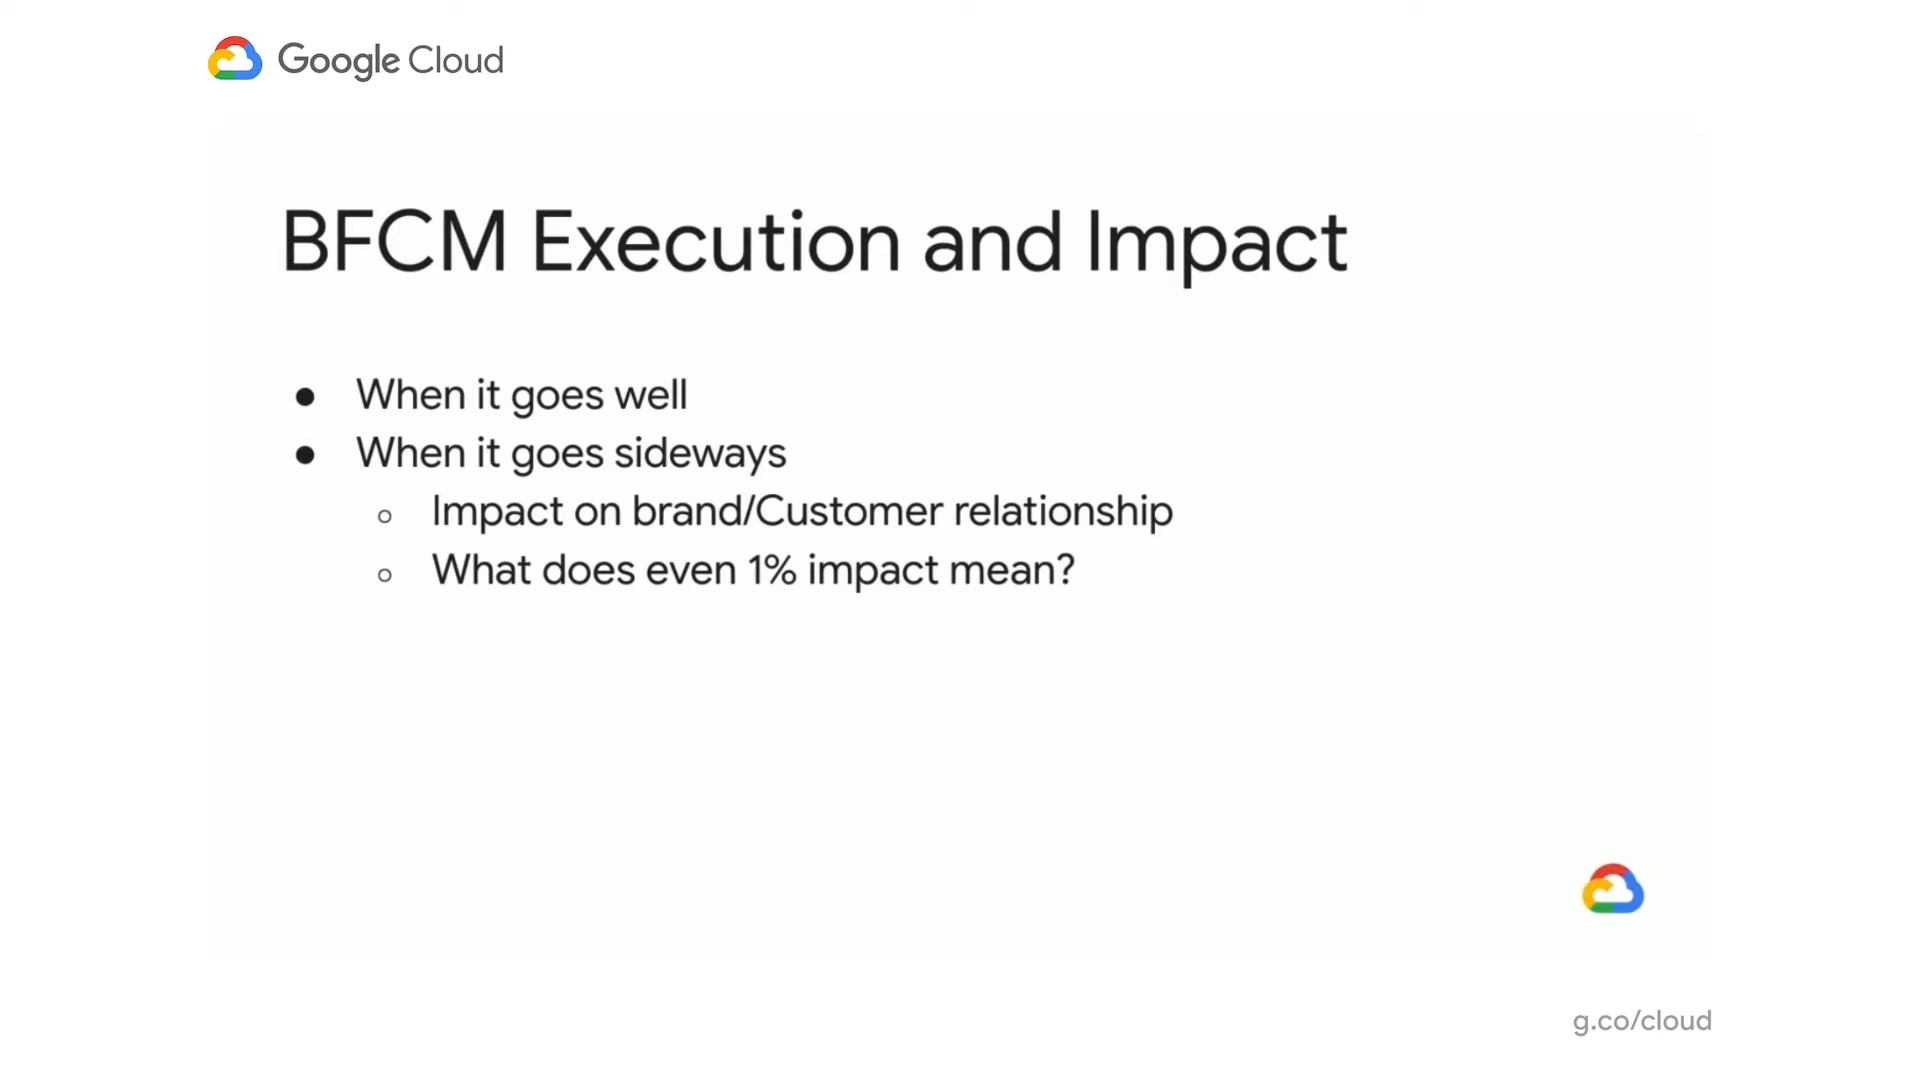 Google Cloud
BFCM Execution and Impact
● When it goes well
● When it goes sideways
○ Impact on brand/Customer relationship
○ What does even 1% impact mean?
g.co/cloud